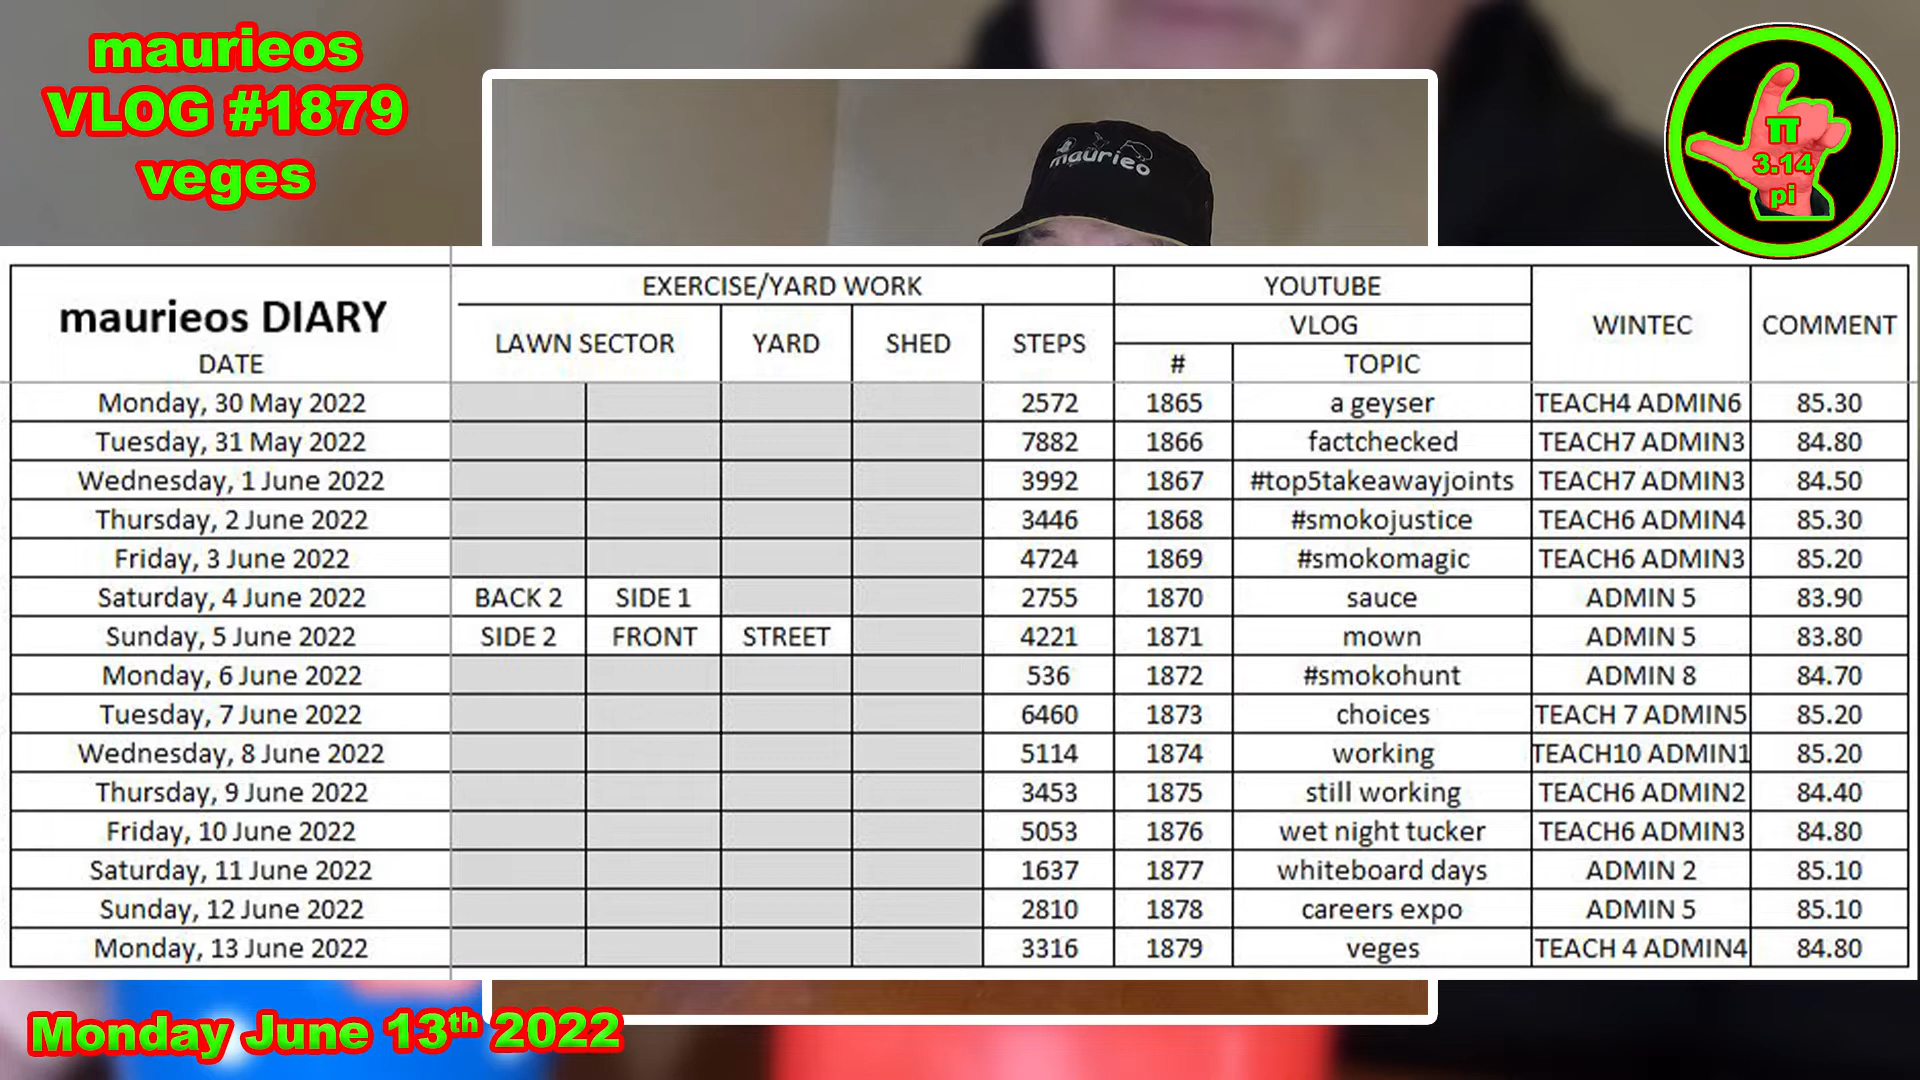 maurieos
VLOG #1879
veges
maurieo
π
3.14
pi
maurieos DIARY
DATE
EXERCISE/YARD WORK
YOUTUBE
WINTEC
COMMENT
LAWN SECTOR
YARD
SHED
STEPS
VLOG
#
TOPIC
Monday, 30 May 2022 2572 1865 a geyser TEACH4 ADMIN6 85.30
Tuesday, 31 May 2022 7882 1866 factchecked TEACH7 ADMIN3 84.80
Wednesday, 1 June 2022 3992 1867 #top5takeawayjoints TEACH7 ADMIN3 84.50
Thursday, 2 June 2022 3446 1868 #smokojustice TEACH6 ADMIN4 85.30
Friday, 3 June 2022 4724 1869 #smokomagic TEACH6 ADMIN3 85.20
Saturday, 4 June 2022 BACK 2 SIDE 1 2755 1870 sauce ADMIN 5 83.90
Sunday, 5 June 2022 SIDE 2 FRONT STREET 4221 1871 mown ADMIN 5 83.80
Monday, 6 June 2022 536 1872 #smokohunt ADMIN 8 84.70
Tuesday, 7 June 2022 6460 1873 choices TEACH 7 ADMIN5 85.20
Wednesday, 8 June 2022 5114 1874 working TEACH10 ADMIN1 85.20
Thursday, 9 June 2022 3453 1875 still working TEACH6 ADMIN2 84.40
Friday, 10 June 2022 5053 1876 wet night tucker TEACH6 ADMIN3 84.80
Saturday, 11 June 2022 1637 1877 whiteboard days ADMIN 2 85.10
Sunday, 12 June 2022 2810 1878 careers expo ADMIN 5 85.10
Monday, 13 June 2022 3316 1879 veges TEACH 4 ADMIN4 84.80
Monday June 13th 2022